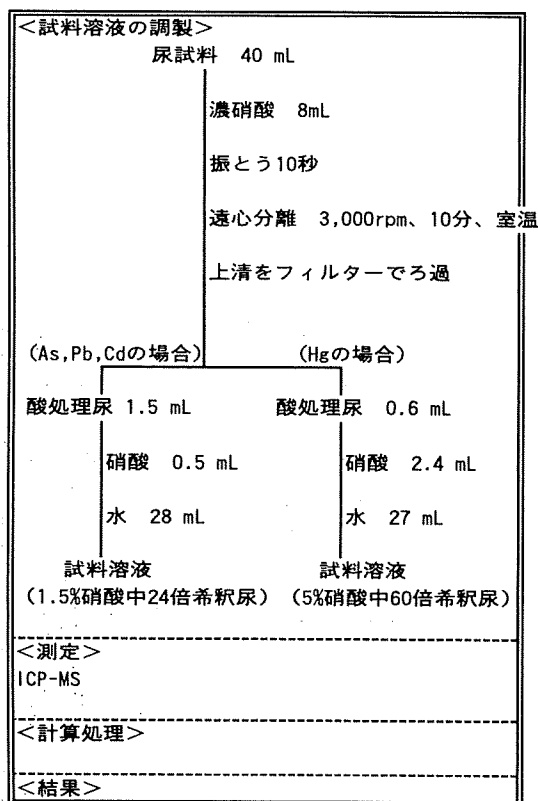 ＜試料溶液の調製＞
尿試料 40 mL
濃硝酸 8mL
振とう10秒
遠心分離 3,000rpm、10分、室温
上清をフィルターでろ過
(As,Pb,Cdの場合) (Hgの場合)
酸処理尿 1.5 mL 酸処理尿 0.6 mL
硝酸 0.5 mL 硝酸 2.4 mL
水 28 mL 水 27 mL
試料溶液 試料溶液
(1.5%硝酸中24倍希釈尿) (5%硝酸中60倍希釈尿)
＜測定＞
ICP-MS
＜計算処理＞
＜結果＞